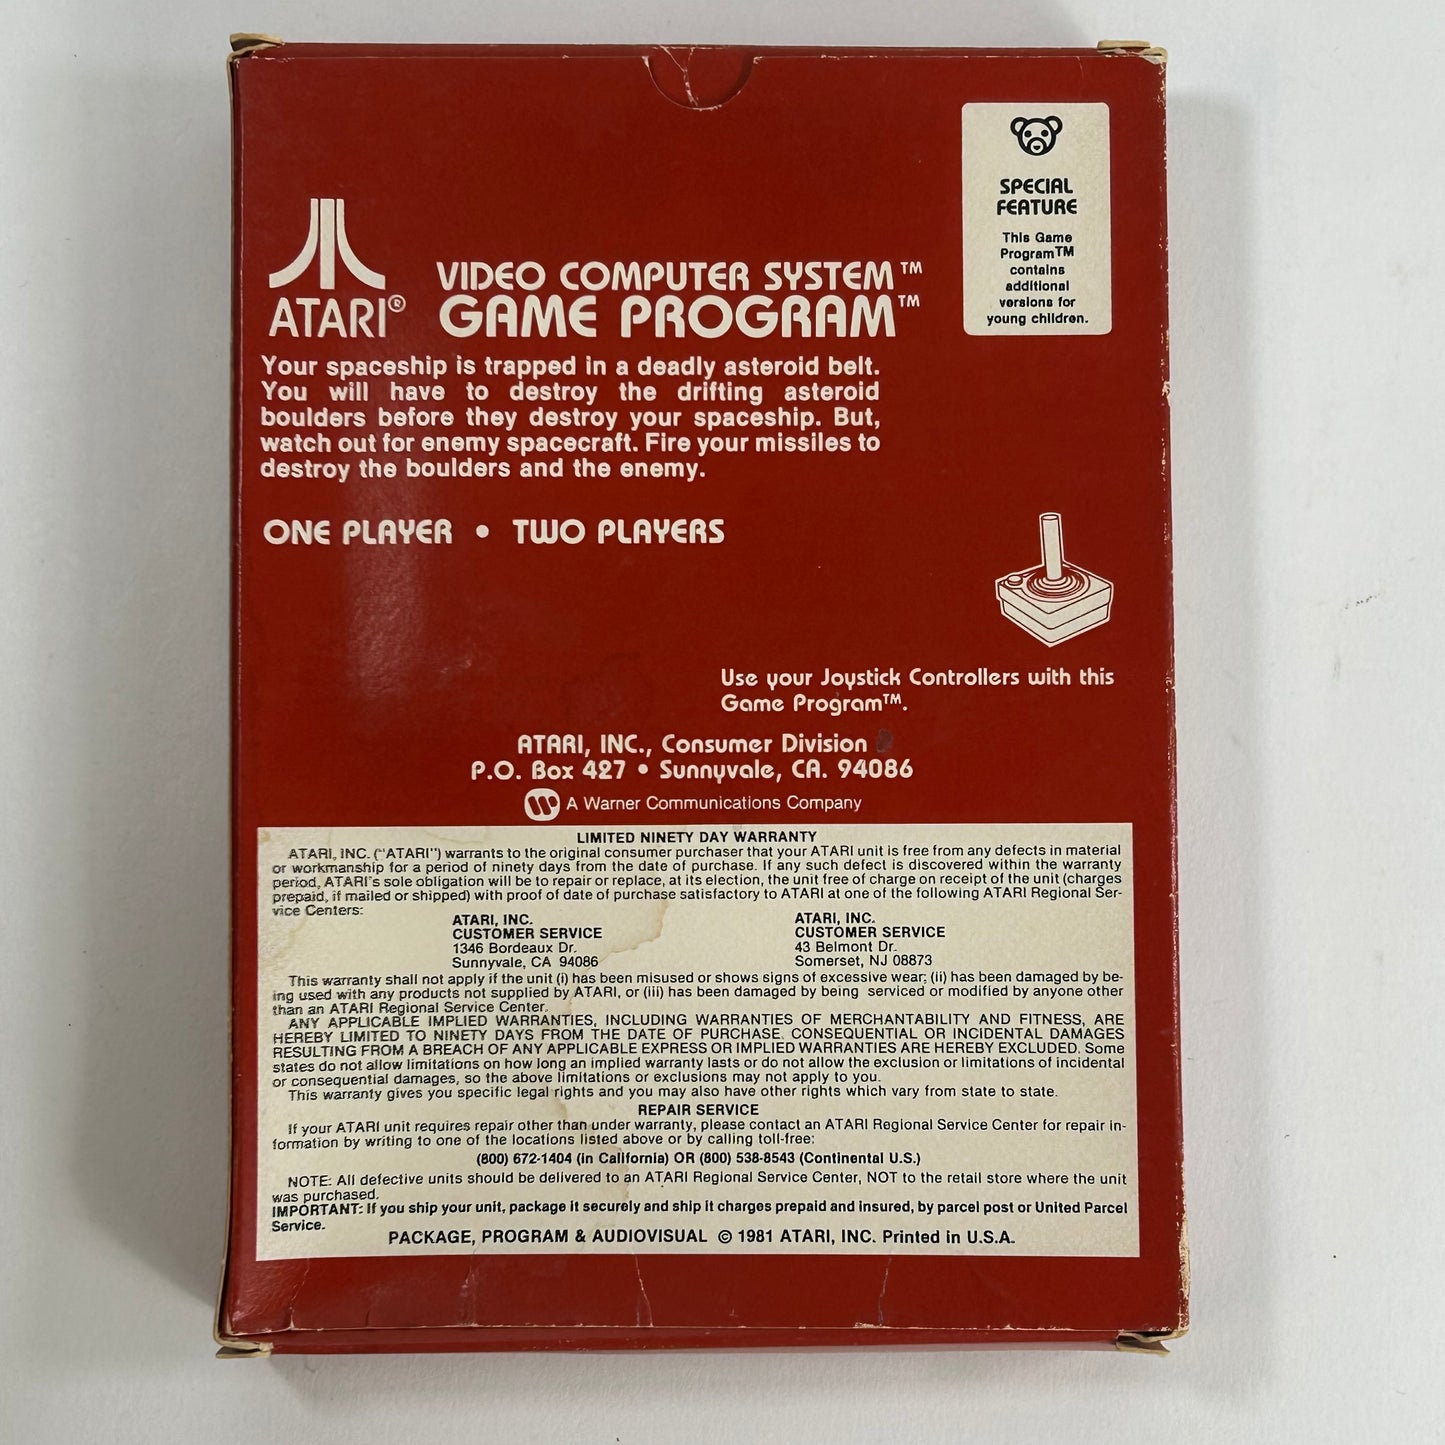 SPECIAL
FEATURE
This Game
Program™
contains
additional
versions for
young children.
ATARI®
VIDEO COMPUTER SYSTEM™
GAME PROGRAM™
Your spaceship is trapped in a deadly asteroid belt.
You will have to destroy the drifting asteroid
boulders before they destroy your spaceship. But,
watch out for enemy spacecraft. Fire your missiles to
destroy the boulders and the enemy.
ONE PLAYER • TWO PLAYERS
Use your Joystick Controllers with this
Game Program™.
ATARI, INC., Consumer Division
P.O. Box 427 • Sunnyvale, CA. 94086
A Warner Communications Company
LIMITED NINETY DAY WARRANTY
ATARI, INC. ("ATARI") warrants to the original consumer purchaser that your ATARI unit is free from any defects in material
or workmanship for a period of ninety days from the date of purchase. If any such defect is discovered within the warranty
period, ATARI's sole obligation will be to repair or replace, at its election, the unit free of charge on receipt of the unit (charges
prepaid, if mailed or shipped) with proof of date of purchase satisfactory to ATARI at one of the following ATARI Regional Ser-
vice Centers:
ATARI, INC.
CUSTOMER SERVICE
1346 Bordeaux Dr.
Sunnyvale, CA 94086
ATARI, INC.
CUSTOMER SERVICE
43 Belmont Dr.
Somerset, NJ 08873
This warranty shall not apply if the unit (i) has been misused or shows signs of excessive wear; (ii) has been damaged by be-
ing used with any products not supplied by ATARI, or (iii) has been damaged by being serviced or modified by anyone other
than an ATARI Regional Service Center.
ANY APPLICABLE IMPLIED WARRANTIES, INCLUDING WARRANTIES OF MERCHANTABILITY AND FITNESS, ARE
HEREBY LIMITED TO NINETY DAYS FROM THE DATE OF PURCHASE. CONSEQUENTIAL OR INCIDENTAL DAMAGES
RESULTING FROM A BREACH OF ANY APPLICABLE EXPRESS OR IMPLIED WARRANTIES ARE HEREBY EXCLUDED. Some
states do not allow limitations on how long an implied warranty lasts or do not allow the exclusion or limitations of incidental
or consequential damages, so the above limitations or exclusions may not apply to you.
This warranty gives you specific legal rights and you may also have other rights which vary from state to state.
REPAIR SERVICE
If your ATARI unit requires repair other than under warranty, please contact an ATARI Regional Service Center for repair in-
formation by writing to one of the locations listed above or by calling toll-free:
(800) 672-1404 (in California) OR (800) 538-8543 (Continental U.S.)
NOTE: All defective units should be delivered to an ATARI Regional Service Center, NOT to the retail store where the unit
was purchased.
IMPORTANT: If you ship your unit, package it securely and ship it charges prepaid and insured, by parcel post or United Parcel
Service.
PACKAGE, PROGRAM & AUDIOVISUAL © 1981 ATARI, INC. Printed in U.S.A.